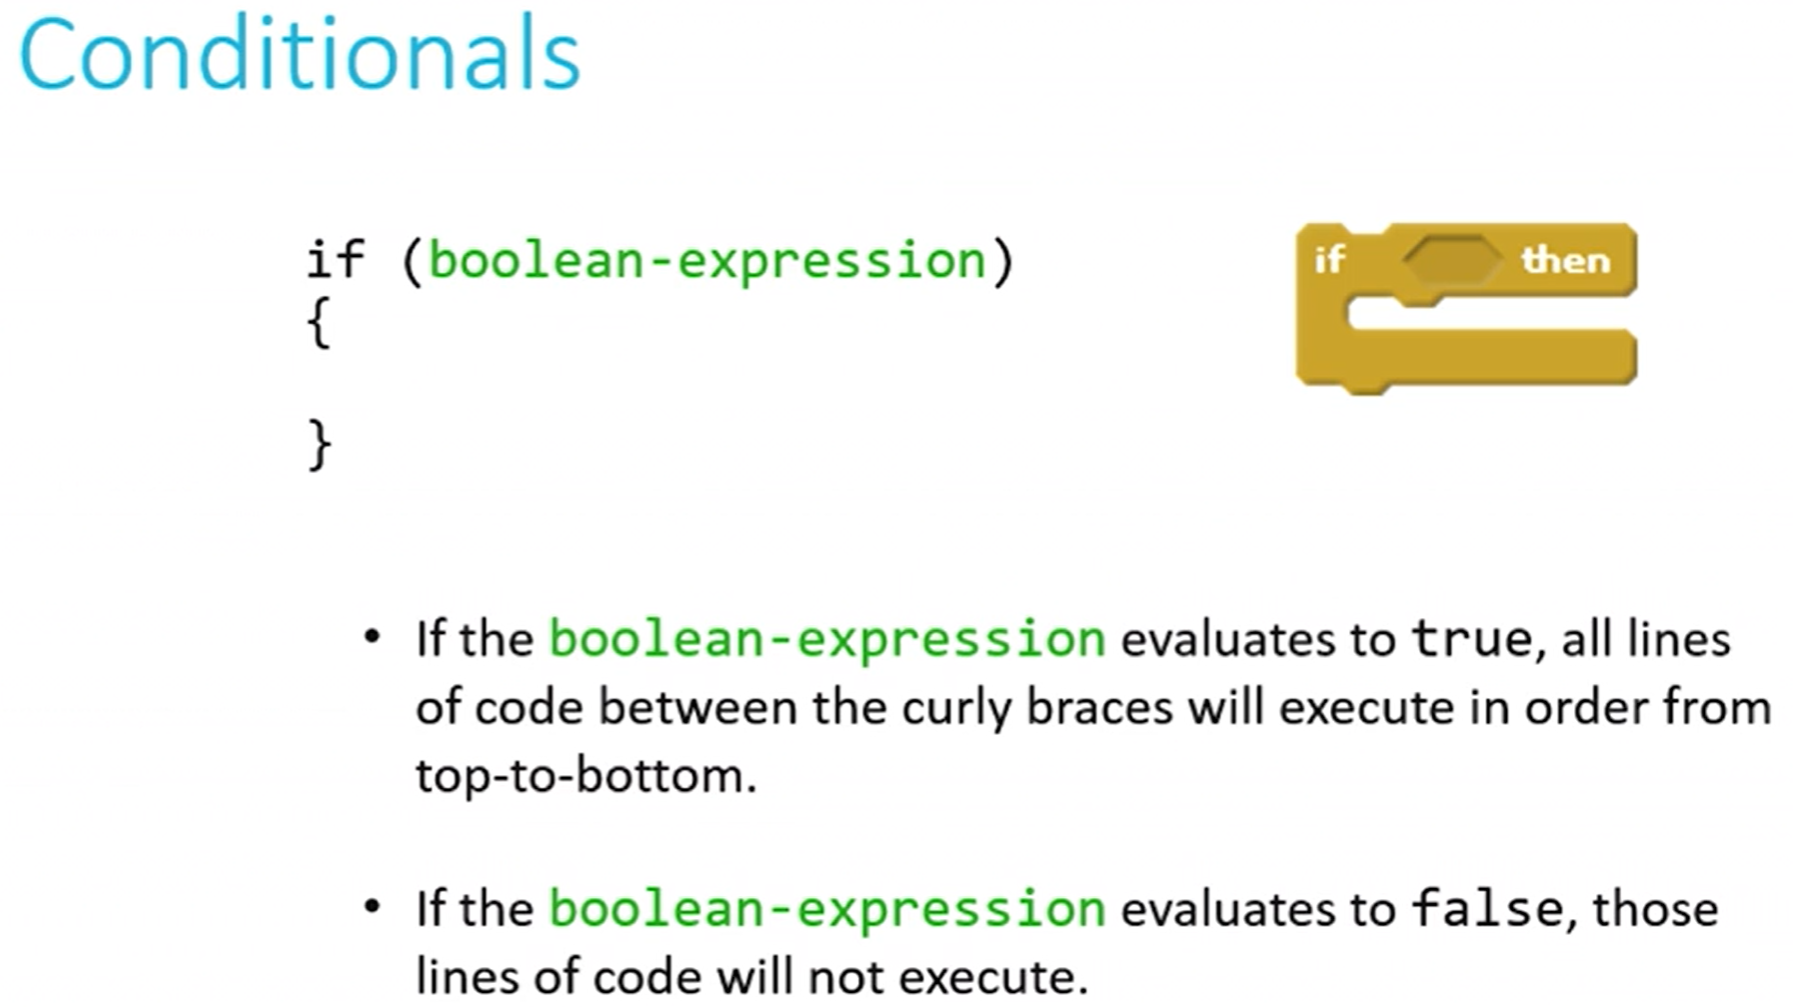 Conditionals
if (boolean-expression)
{
}
if then
• If the boolean-expression evaluates to true, all lines
of code between the curly braces will execute in order from
top-to-bottom.
• If the boolean-expression evaluates to false, those
lines of code will not execute.